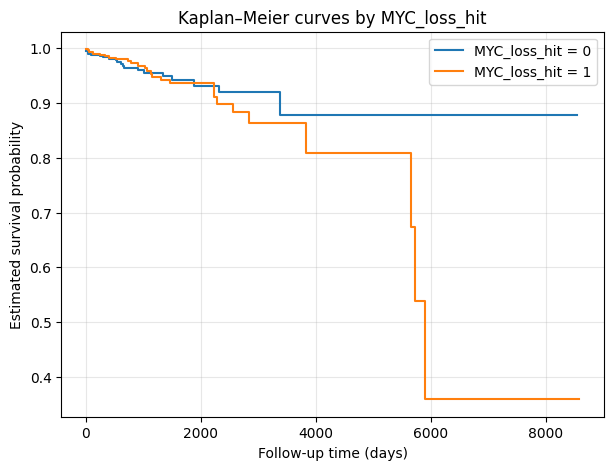 Kaplan–Meier curves by MYC_loss_hit
MYC_loss_hit = 0
MYC_loss_hit = 1
Estimated survival probability
1.0
0.9
0.8
0.7
0.6
0.5
0.4
0 2000 4000 6000 8000
Follow-up time (days)